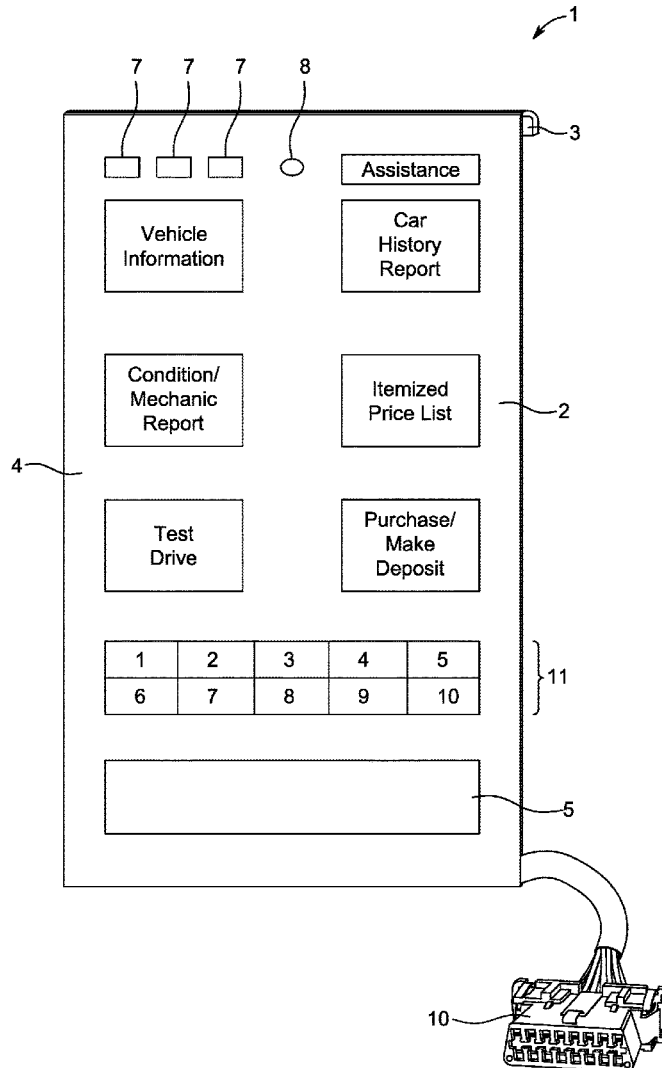 1
7 7 7 8
3
Assistance
Vehicle
Information
Car
History
Report
Condition/
Mechanic
Report
Itemized
Price List
2
4
Test
Drive
Purchase/
Make
Deposit
1 2 3 4 5
6 7 8 9 10
11
5
10